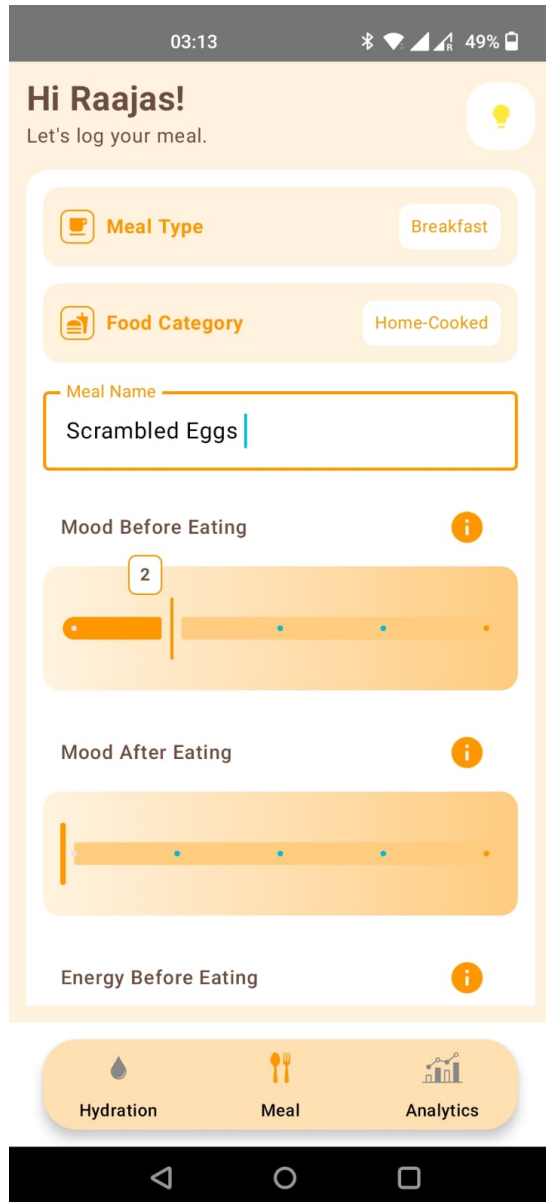 03:13 R 49%
Hi Raajas!
Let's log your meal.
Meal Type Breakfast
Food Category Home-Cooked
Meal Name
Scrambled Eggs
Mood Before Eating
2
Mood After Eating
Energy Before Eating
Hydration Meal Analytics